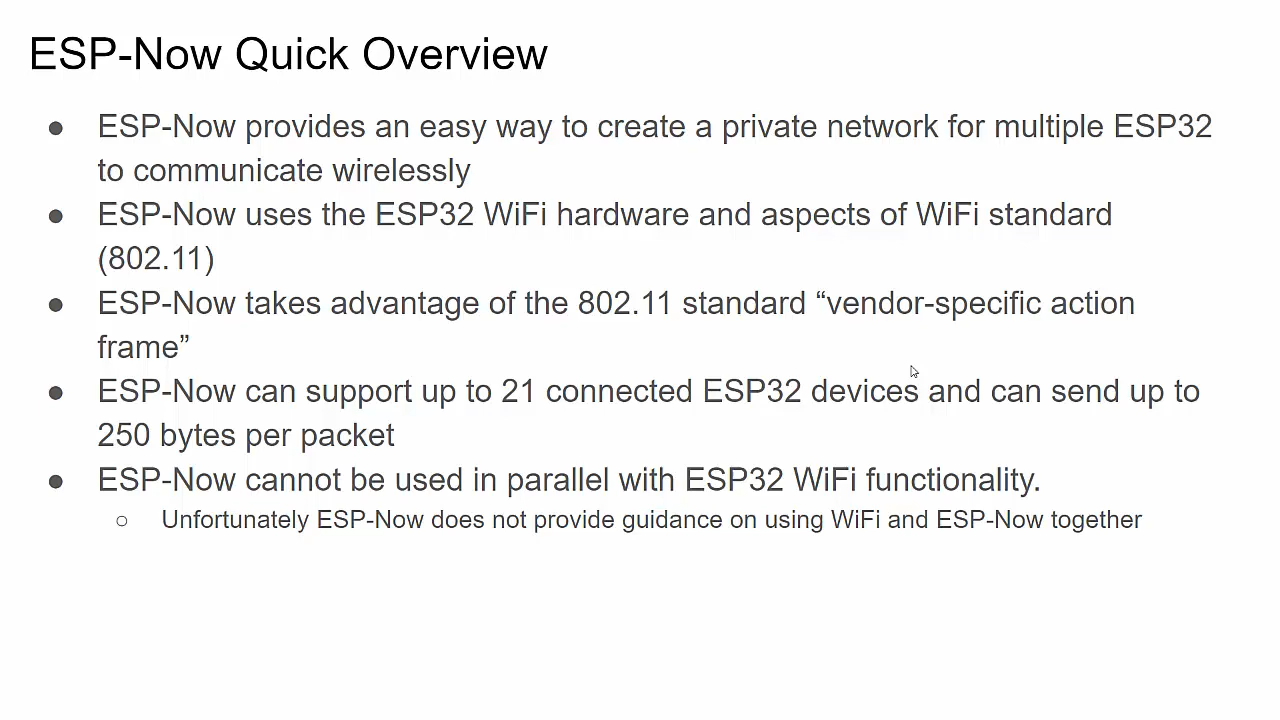 ESP-Now Quick Overview
● ESP-Now provides an easy way to create a private network for multiple ESP32
to communicate wirelessly
● ESP-Now uses the ESP32 WiFi hardware and aspects of WiFi standard
(802.11)
● ESP-Now takes advantage of the 802.11 standard “vendor-specific action
frame”
● ESP-Now can support up to 21 connected ESP32 devices and can send up to
250 bytes per packet
● ESP-Now cannot be used in parallel with ESP32 WiFi functionality.
○ Unfortunately ESP-Now does not provide guidance on using WiFi and ESP-Now together